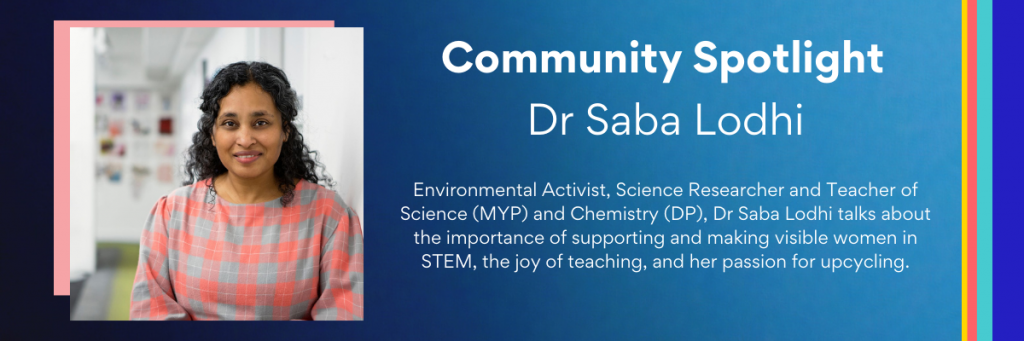 Community Spotlight
Dr Saba Lodhi
Environmental Activist, Science Researcher and Teacher of
Science (MYP) and Chemistry (DP), Dr Saba Lodhi talks about
the importance of supporting and making visible women in
STEM, the joy of teaching, and her passion for upcycling.